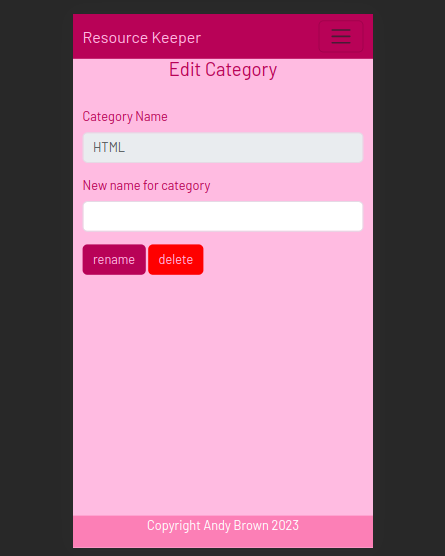 Resource Keeper
Edit Category
Category Name
HTML
New name for category
rename delete
Copyright Andy Brown 2023